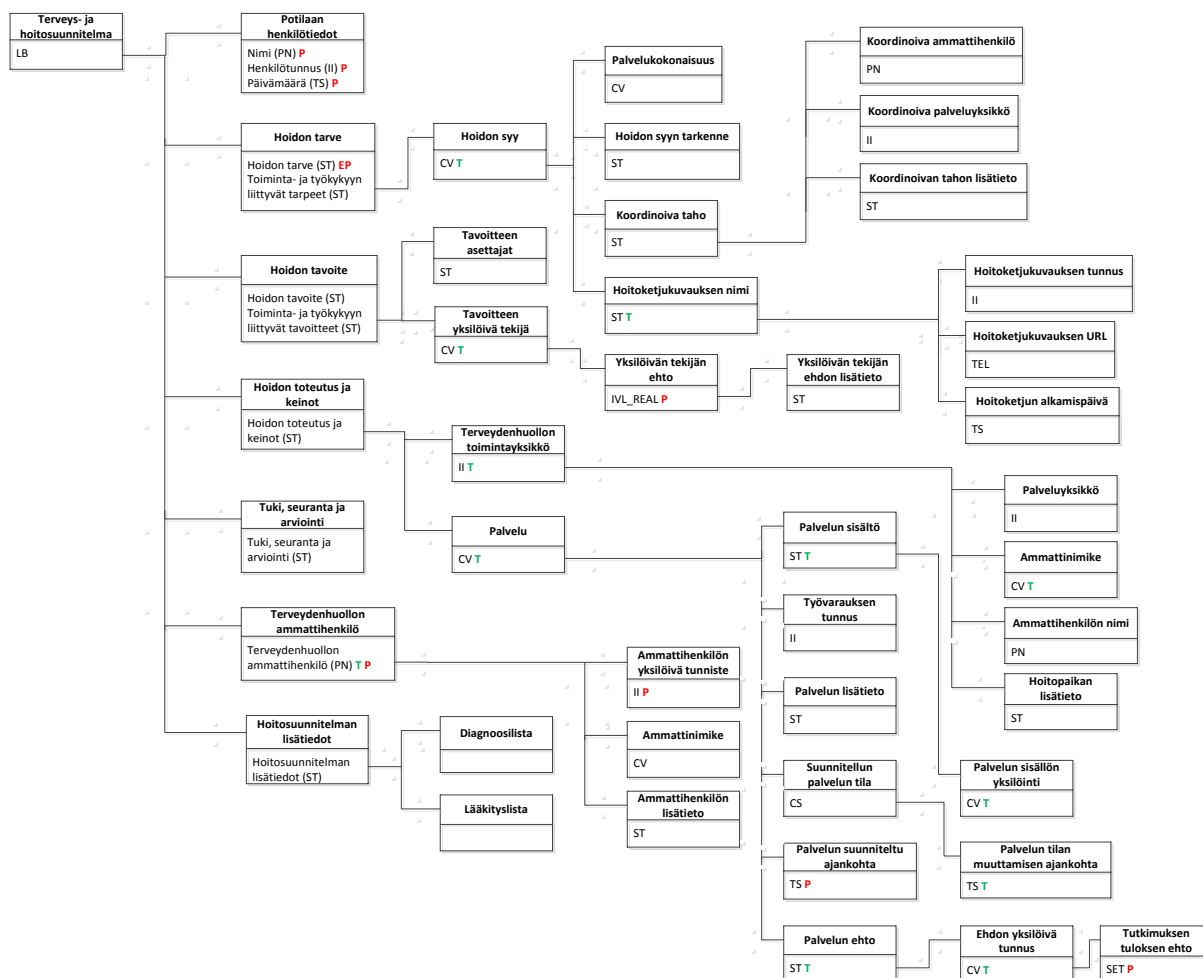 Terveys- ja
hoitosuunnitelma
LB
Potilaan
henkilötiedot
Nimi (PN) P
Henkilötunnus (II) P
Päivämäärä (TS) P
Hoidon tarve
Hoidon tarve (ST) EP
Toiminta- ja työkykyyn
liittyvät tarpeet (ST)
Hoidon syy
CV T
Palvelukokonaisuus
CV
Hoidon syyn tarkenne
ST
Koordinoiva taho
ST
Koordinoiva ammattihenkilö
PN
Koordinoiva palveluyksikkö
II
Koordinoivan tahon lisätieto
ST
Hoitoketjukuvauksen nimi
ST T
Hoitoketjukuvauksen tunnus
II
Hoitoketjukuvauksen URL
TEL
Hoitoketjun alkamispäivä
TS
Hoidon tavoite
Hoidon tavoite (ST)
Toiminta- ja työkykyyn
liittyvät tavoitteet (ST)
Tavoitteen
asettajat
ST
Tavoitteen
yksilöivä tekijä
CV T
Yksilöivän tekijän
ehto
IVL_REAL P
Yksilöivän tekijän
ehdon lisätieto
ST
Hoidon toteutus ja
keinot
Hoidon toteutus ja
keinot (ST)
Terveydenhuollon
toimintayksikkö
II T
Palveluyksikkö
II
Ammattinimike
CV T
Ammattihenkilön nimi
PN
Hoitopaikan
lisätieto
ST
Palvelu
CV T
Palvelun sisältö
ST T
Palvelun sisällön
yksilöinti
CV T
Työvarauksen
tunnus
II
Palvelun lisätieto
ST
Suunnitellun
palvelun tila
CS
Palvelun tilan
muuttamisen ajankohta
TS T
Palvelun suunniteltu
ajankohta
TS P
Palvelun ehto
ST T
Ehdon yksilöivä
tunnus
CV T
Tutkimuksen
tuloksen ehto
SET P
Tuki, seuranta ja
arviointi
Tuki, seuranta ja
arviointi (ST)
Terveydenhuollon
ammattihenkilö
Terveydenhuollon
ammattihenkilö (PN) T P
Ammattihenkilön
yksilöivä tunniste
II P
Ammattinimike
CV
Ammattihenkilön
lisätieto
ST
Hoitosuunnitelman
lisätiedot
Hoitosuunnitelman
lisätiedot (ST)
Diagnoosilista
Lääkityslista